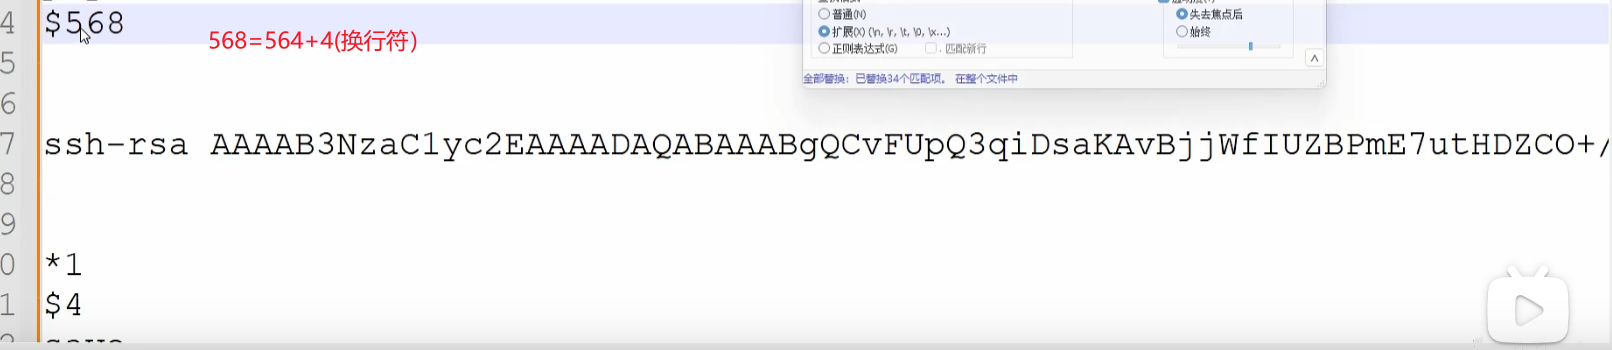 4 $568
568=564+4(换行符)
普通(N)
扩展(X) (\n, \r, \t, \0, \x...)
正则表达式(G) . 匹配新行
失去焦点后
始终
全部替换: 已替换34个匹配项。 在整个文件中
5
6
7 ssh-rsa AAAAB3NzaC1yc2EAAAADAQABAAABgQCvFUpQ3qiDsaKAvBjjWfIUZBPmE7utHDZCO+/
8
9
0 *1
1 $4